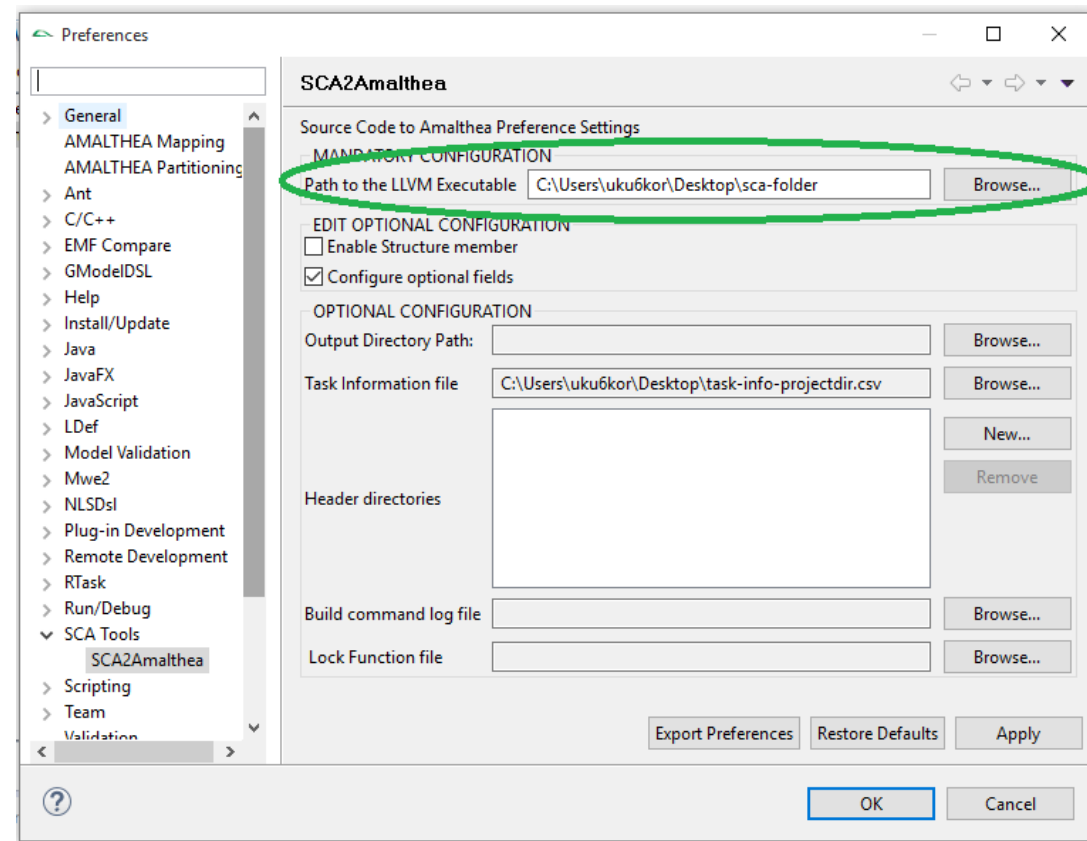 Preferences
General
AMALTHEA Mapping
AMALTHEA Partitioning
Ant
C/C++
EMF Compare
GModelDSL
Help
Install/Update
Java
JavaFX
JavaScript
LDef
Model Validation
Mwe2
NLSDsl
Plug-in Development
Remote Development
RTask
Run/Debug
SCA Tools
SCA2Amalthea
Scripting
Team
Validation
SCA2Amalthea
Source Code to Amalthea Preference Settings
MANDATORY CONFIGURATION
Path to the LLVM Executable C:\Users\uku6kor\Desktop\sca-folder Browse...
EDIT OPTIONAL CONFIGURATION
Enable Structure member
Configure optional fields
OPTIONAL CONFIGURATION
Output Directory Path: Browse...
Task Information file C:\Users\uku6kor\Desktop\task-info-projectdir.csv Browse...
New...
Remove
Header directories
Build command log file Browse...
Lock Function file Browse...
Export Preferences Restore Defaults Apply
? OK Cancel